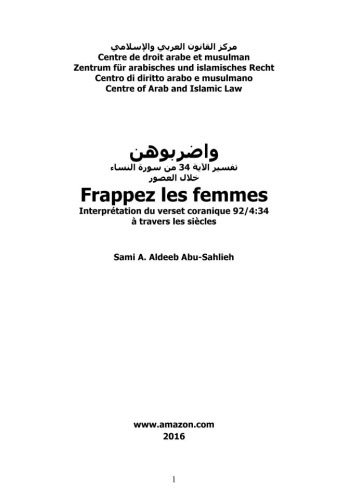 مركز القانون العربي والإسلامي
Centre de droit arabe et musulman
Zentrum für arabisches und islamisches Recht
Centro di diritto arabo e musulmano
Centre of Arab and Islamic Law
واضربوهن
تفسير الآية 34 من سورة النساء
خلال العصور
Frappez les femmes
Interprétation du verset coranique 92/4:34
à travers les siècles
Sami A. Aldeeb Abu-Sahlieh
www.amazon.com
2016
1